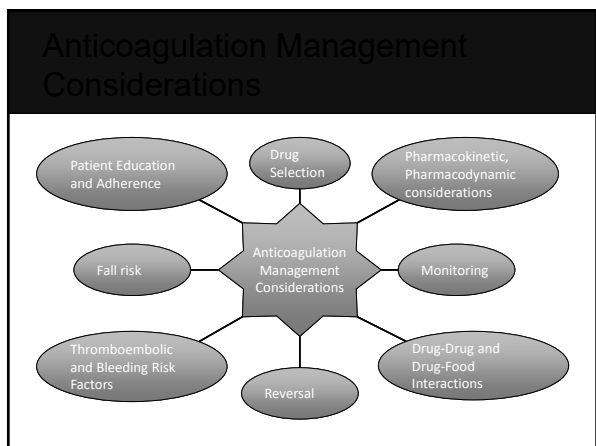 Anticoagulation Management
Considerations
Patient Education
and Adherence
Drug
Selection
Pharmacokinetic,
Pharmacodynamic
considerations
Fall risk
Anticoagulation
Management
Considerations
Monitoring
Thromboembolic
and Bleeding Risk
Factors
Reversal
Drug-Drug and
Drug-Food
Interactions